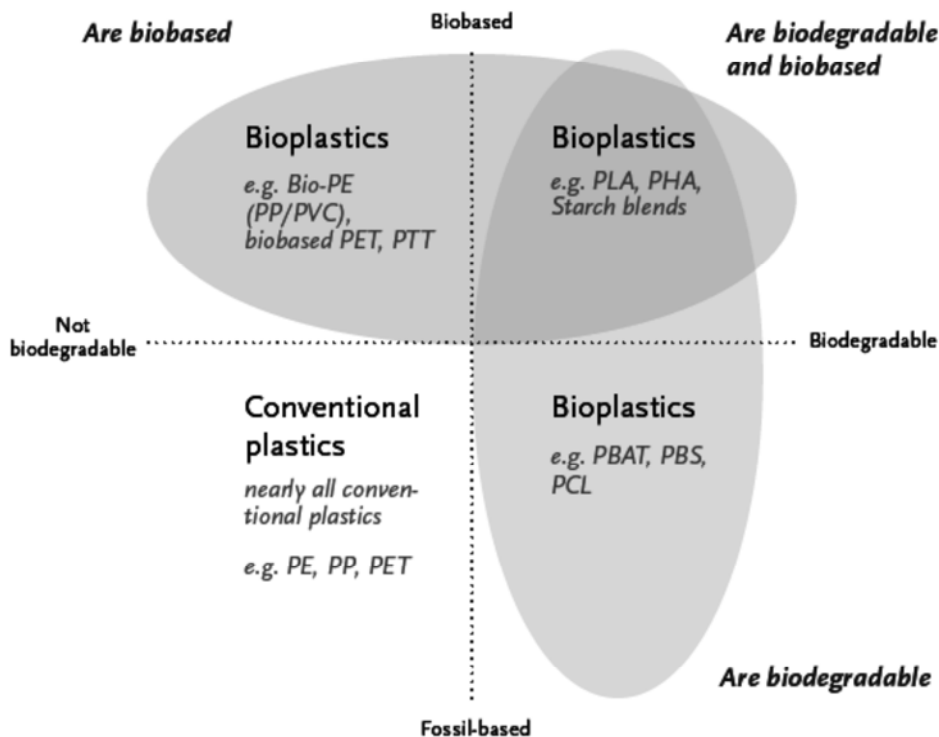 Are biobased
Biobased
Are biodegradable
and biobased
Bioplastics
e.g. Bio-PE
(PP/PVC),
biobased PET, PTT
Bioplastics
e.g. PLA, PHA,
Starch blends
Not
biodegradable
Biodegradable
Conventional
plastics
nearly all conven-
tional plastics
e.g. PE, PP, PET
Bioplastics
e.g. PBAT, PBS,
PCL
Are biodegradable
Fossil-based